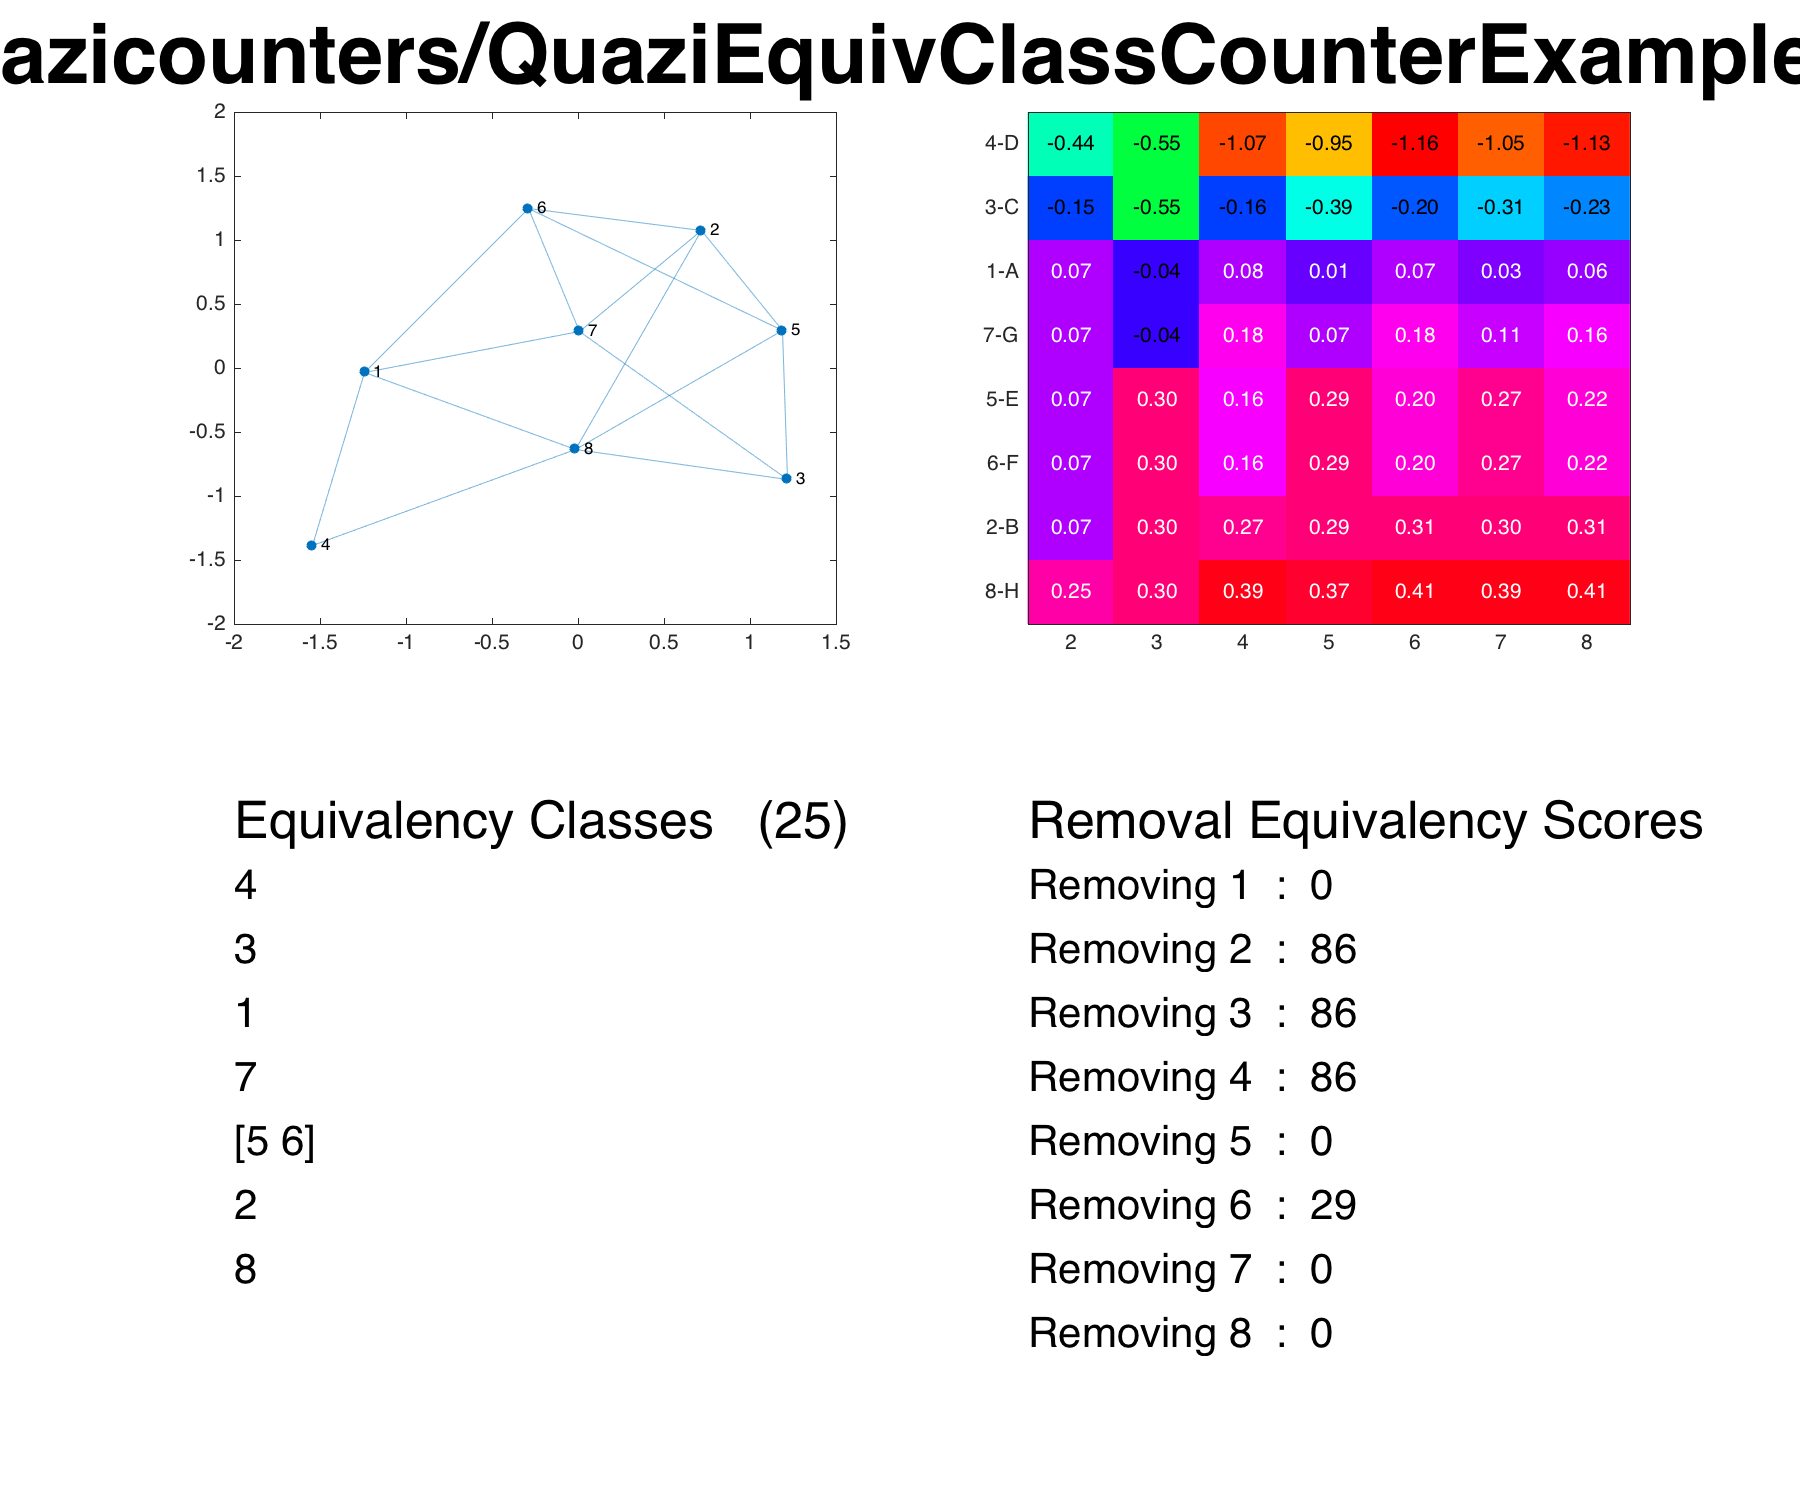 azicounters/QuaziEquivClassCounterExample
2
1.5
1
0.5
0
-0.5
-1
-1.5
-2
-2 -1.5 -1 -0.5 0 0.5 1 1.5
6
2
7
5
1
8
3
4
4-D -0.44 -0.55 -1.07 -0.95 -1.16 -1.05 -1.13
3-C -0.15 -0.55 -0.16 -0.39 -0.20 -0.31 -0.23
1-A 0.07 -0.04 0.08 0.01 0.07 0.03 0.06
7-G 0.07 -0.04 0.18 0.07 0.18 0.11 0.16
5-E 0.07 0.30 0.16 0.29 0.20 0.27 0.22
6-F 0.07 0.30 0.16 0.29 0.20 0.27 0.22
2-B 0.07 0.30 0.27 0.29 0.31 0.30 0.31
8-H 0.25 0.30 0.39 0.37 0.41 0.39 0.41
2 3 4 5 6 7 8
Equivalency Classes (25)
4
3
1
7
[5 6]
2
8
Removal Equivalency Scores
Removing 1 : 0
Removing 2 : 86
Removing 3 : 86
Removing 4 : 86
Removing 5 : 0
Removing 6 : 29
Removing 7 : 0
Removing 8 : 0